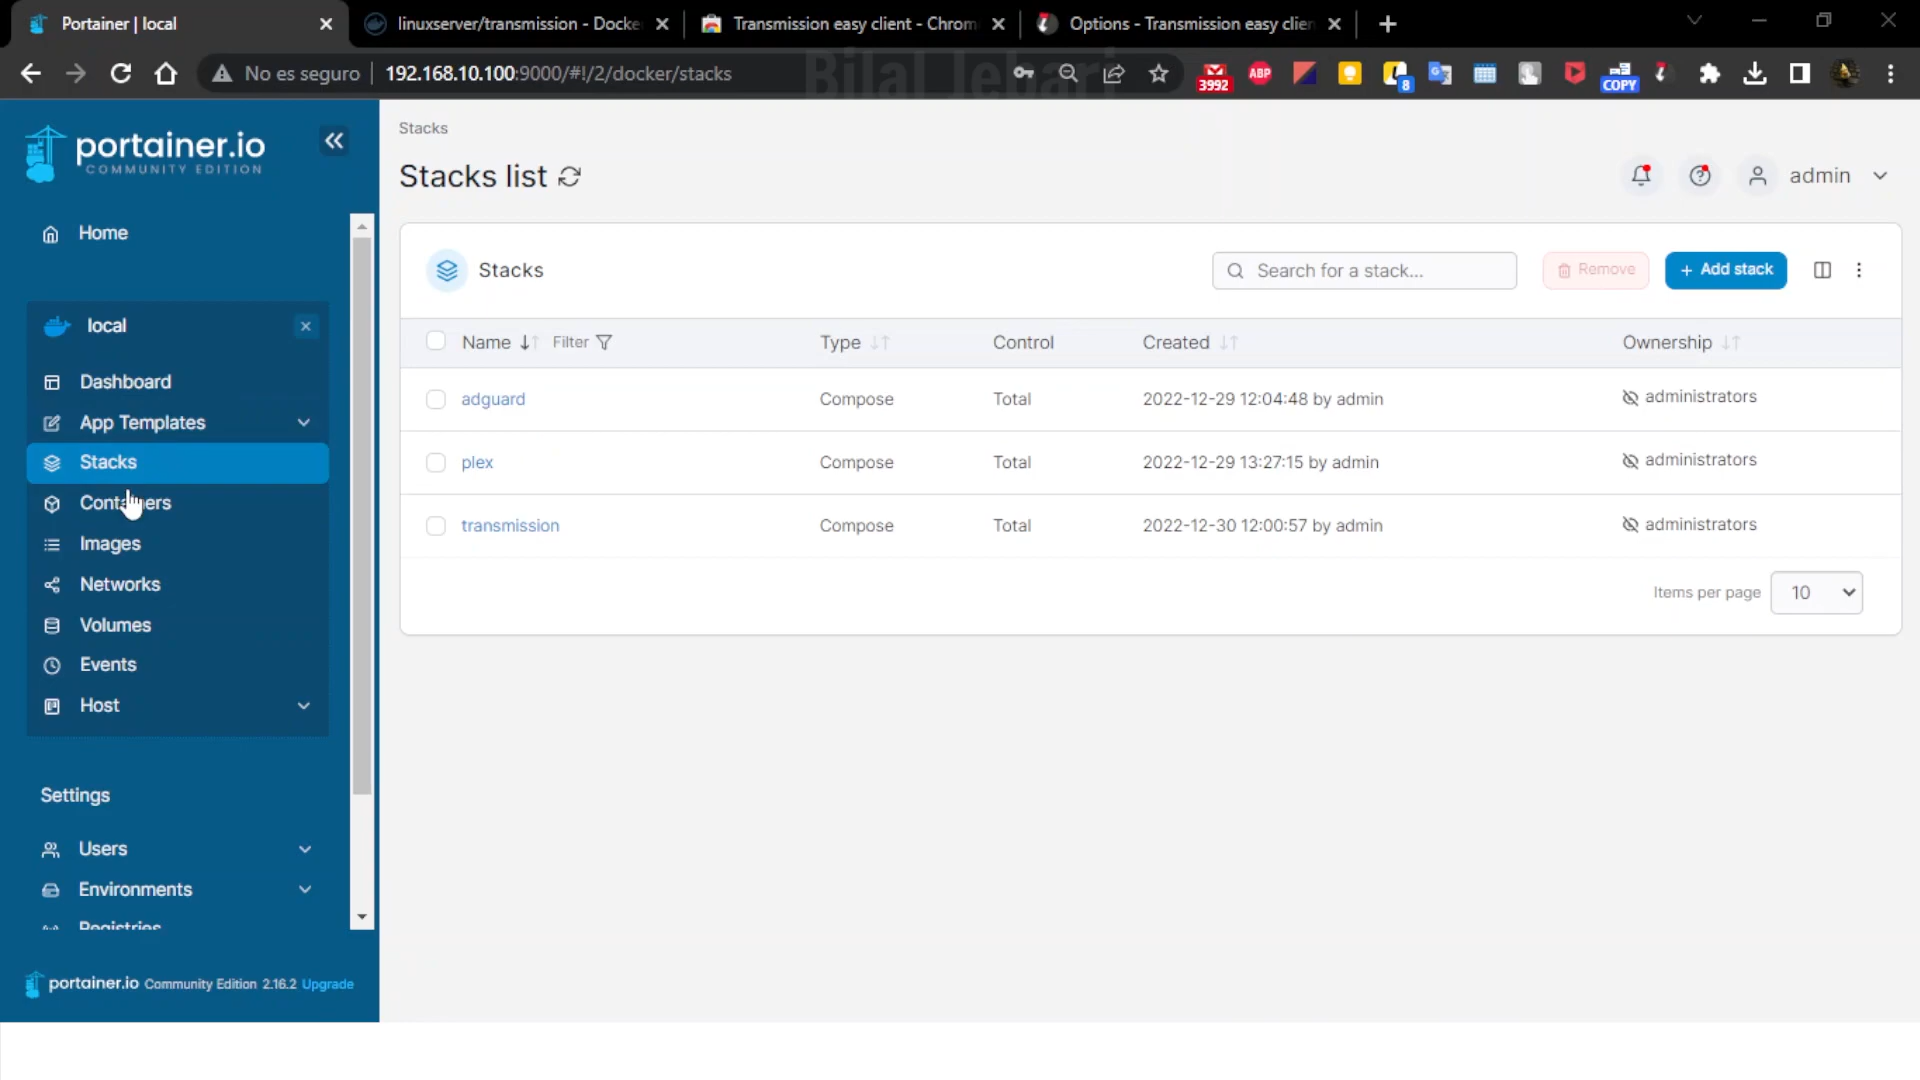 Portainer | local
linuxserver/transmission - Docke
Transmission easy client - Chrom
Options - Transmission easy clien
No es seguro
192.168.10.100:9000/#!/2/docker/stacks
Bilal Jebari
3992
ABP
8
COPY
portainer.io
COMMUNITY EDITION
Home
local
Dashboard
App Templates
Stacks
Containers
Images
Networks
Volumes
Events
Host
Settings
Users
Environments
Registries
portainer.io Community Edition 2.16.2 Upgrade
Stacks
Stacks list
admin
Stacks
Search for a stack...
Remove
+ Add stack
Name Filter Type Control Created Ownership
adguard Compose Total 2022-12-29 12:04:48 by admin administrators
plex Compose Total 2022-12-29 13:27:15 by admin administrators
transmission Compose Total 2022-12-30 12:00:57 by admin administrators
Items per page 10